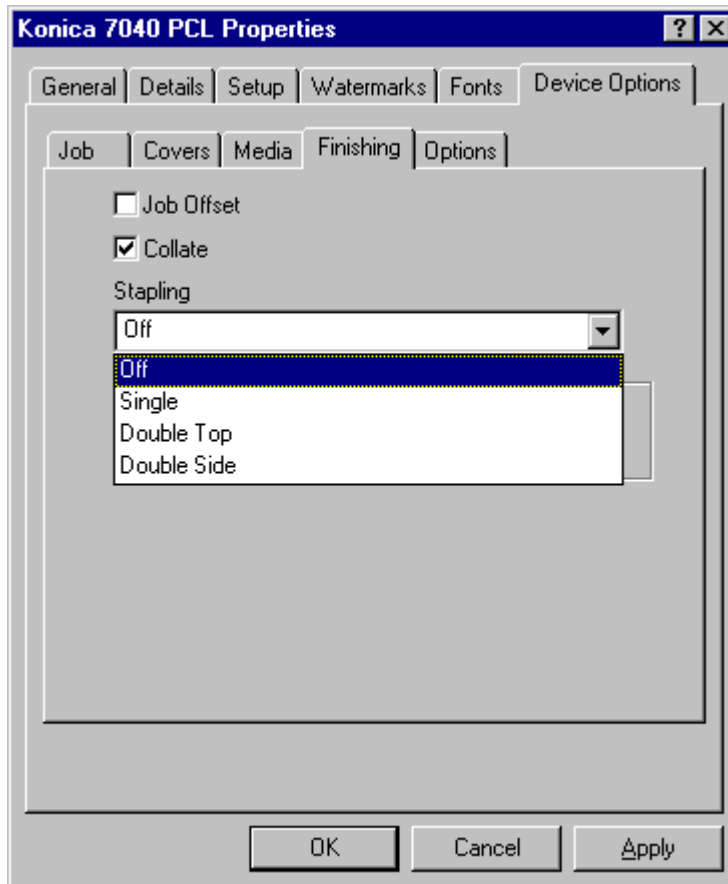 Konica 7040 PCL Properties
General Details Setup Watermarks Fonts Device Options
Job Covers Media Finishing Options
Job Offset
Collate
Stapling
Off
Off
Single
Double Top
Double Side
OK Cancel Apply